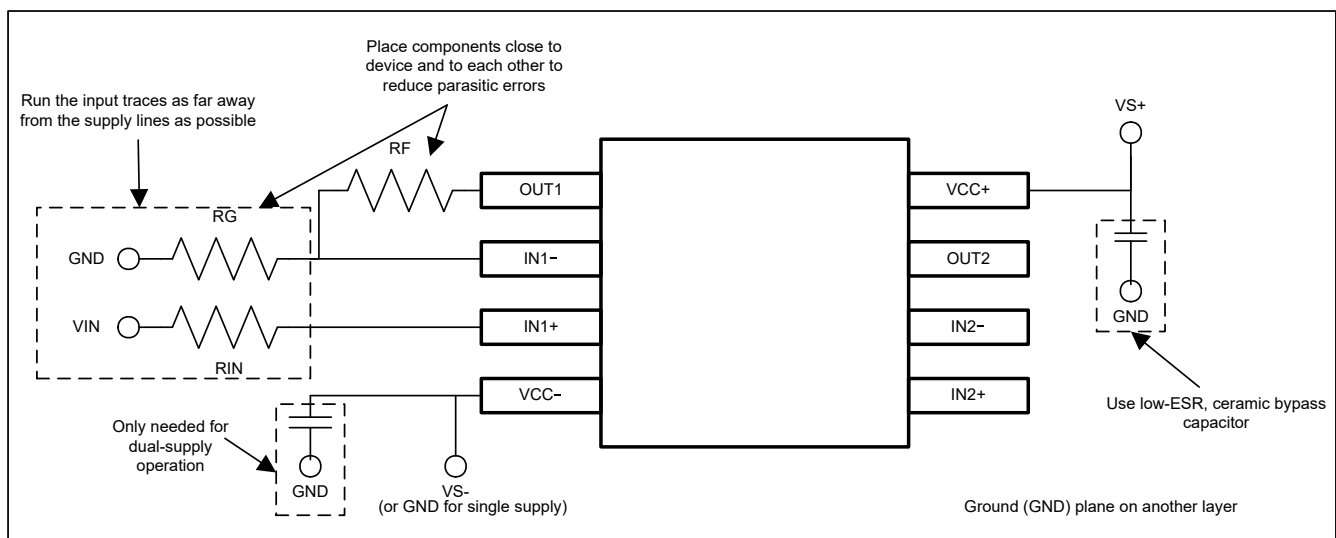 Place components close to
device and to each other to
reduce parasitic errors
Run the input traces as far away
from the supply lines as possible
VS+
RF
OUT1
VCC+
RG
GND
IN1−
OUT2
VIN
IN1+
IN2−
GND
RIN
VCC−
IN2+
Only needed for
dual-supply
operation
Use low-ESR, ceramic bypass
capacitor
GND
VS-
(or GND for single supply)
Ground (GND) plane on another layer